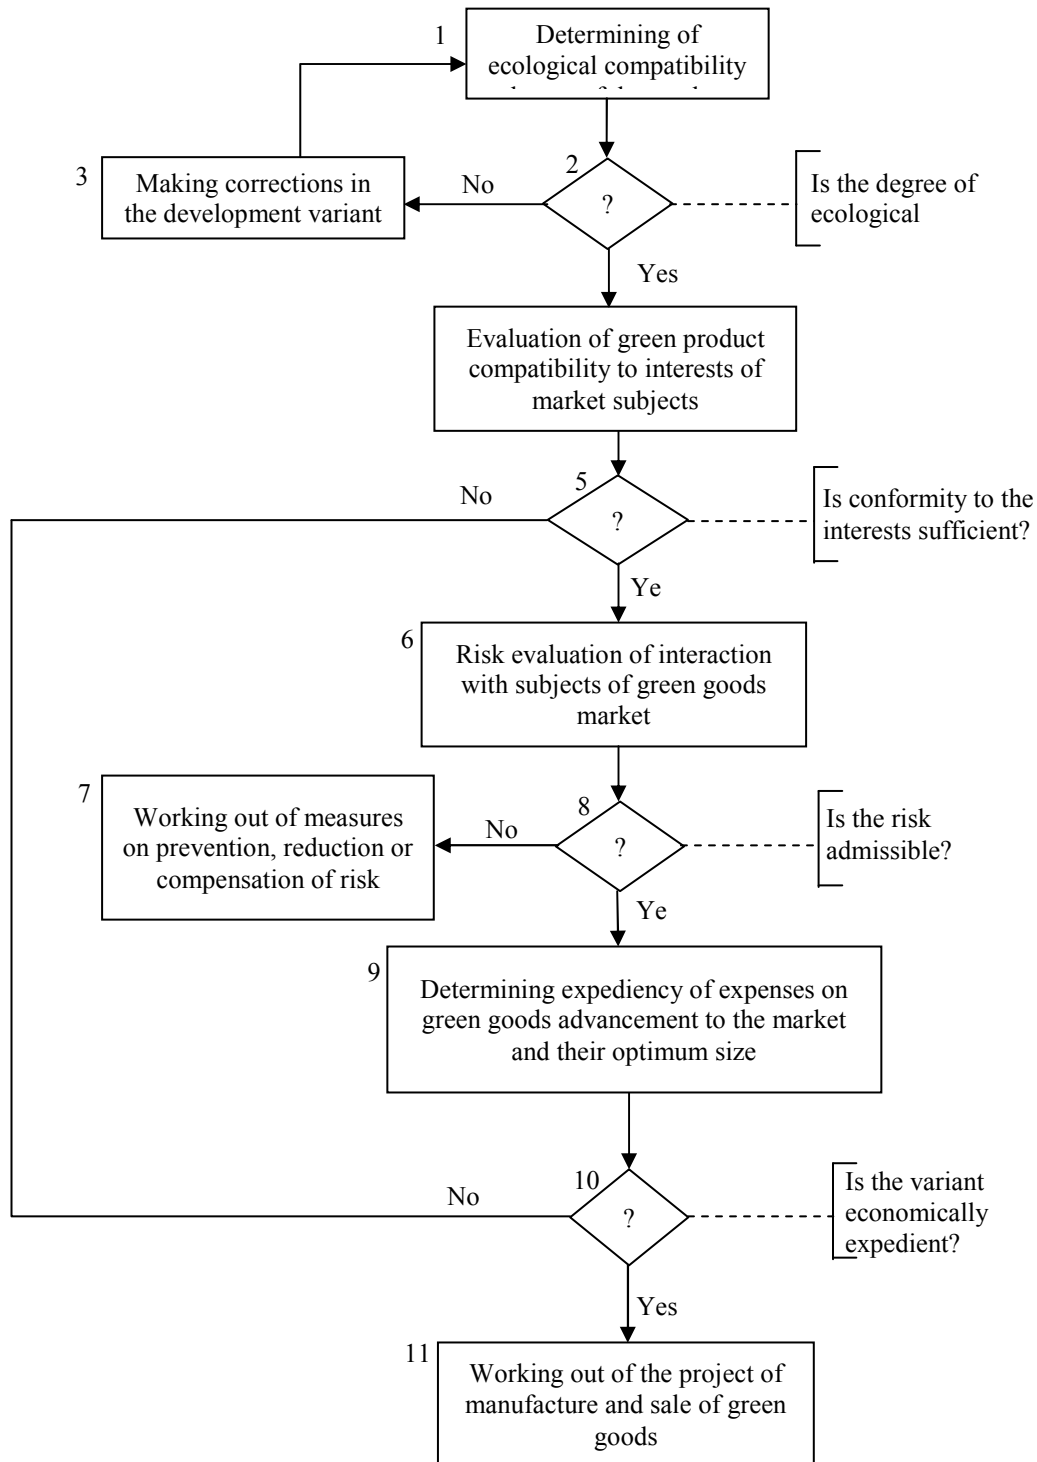 1
Determining of
ecological compatibility
3
Making corrections in
the development variant
No
2
?
Is the degree of
ecological
Yes
Evaluation of green product
compatibility to interests of
market subjects
No
5
?
Is conformity to the
interests sufficient?
Ye
6
Risk evaluation of interaction
with subjects of green goods
market
7
Working out of measures
on prevention, reduction or
compensation of risk
No
8
?
Is the risk
admissible?
Ye
9
Determining expediency of expenses on
green goods advancement to the market
and their optimum size
No
10
?
Is the variant
economically
expedient?
Yes
11
Working out of the project of
manufacture and sale of green
goods